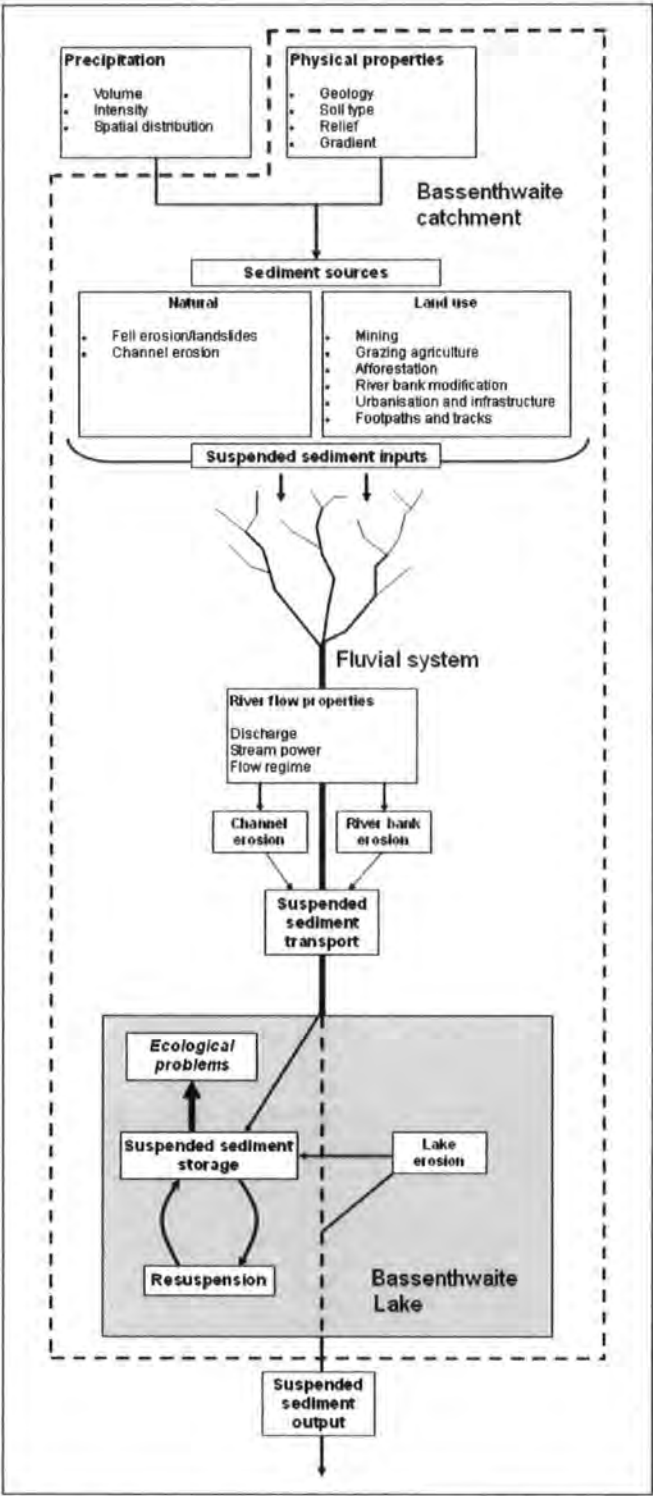 Precipitation
Volume
Intensity
Spatial distribution
Physical properties
Geology
Soil type
Relief
Gradient
Bassenthwaite
catchment
Sediment sources
Natural
Fell erosion/landslides
Channel erosion
Land use
Mining
Grazing agriculture
Afforestation
River bank modification
Urbanisation and infrastructure
Footpaths and tracks
Suspended sediment inputs
Fluvial system
River flow properties
Discharge
Stream power
Flow regime
Channel
erosion
River bank
erosion
Suspended
sediment
transport
Ecological
problems
Suspended sediment
storage
Lake
erosion
Resuspension
Bassenthwaite
Lake
Suspended
sediment
output